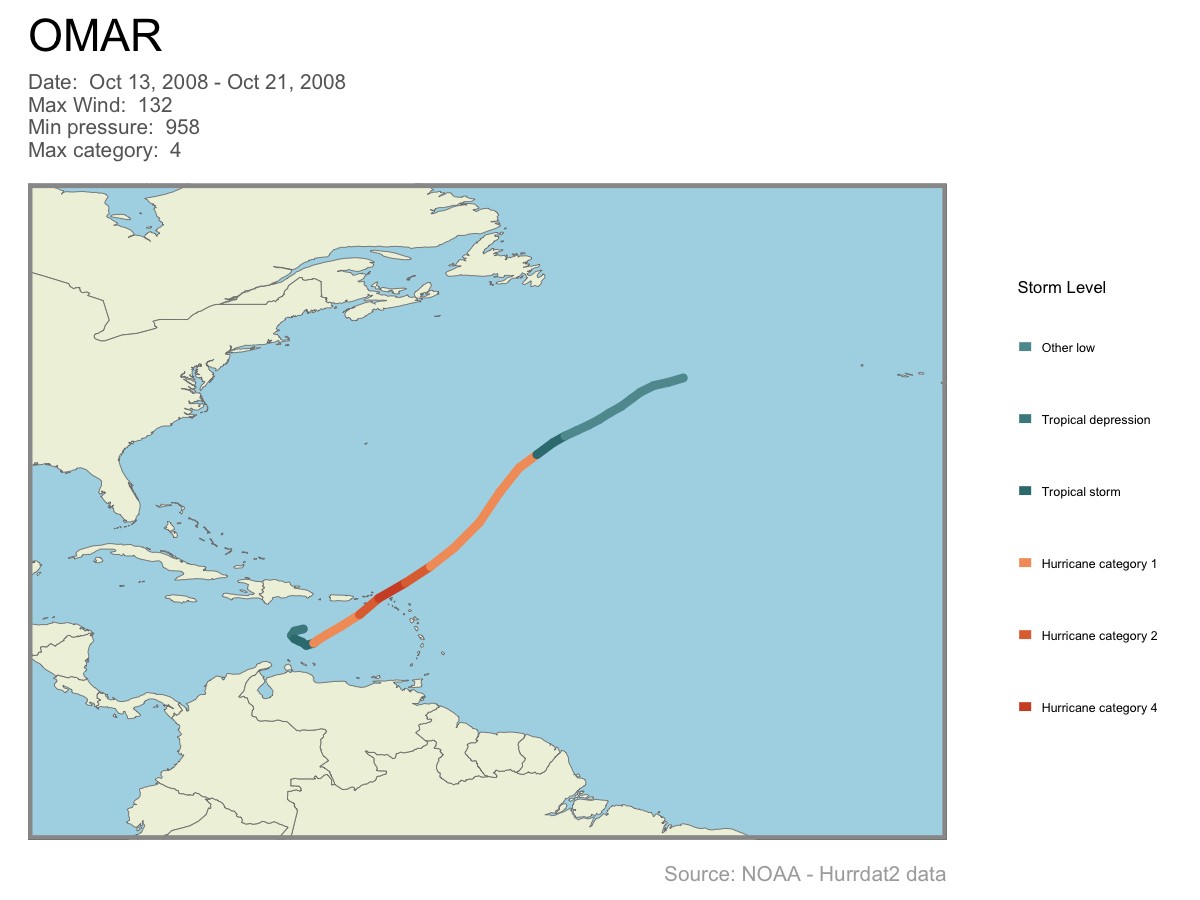 OMAR
Date:  Oct 13, 2008 - Oct 21, 2008
Max Wind:  132
Min pressure:  958
Max category:  4
Storm Level
Other low
Tropical depression
Tropical storm
Hurricane category 1
Hurricane category 2
Hurricane category 4
Source: NOAA - Hurrdat2 data